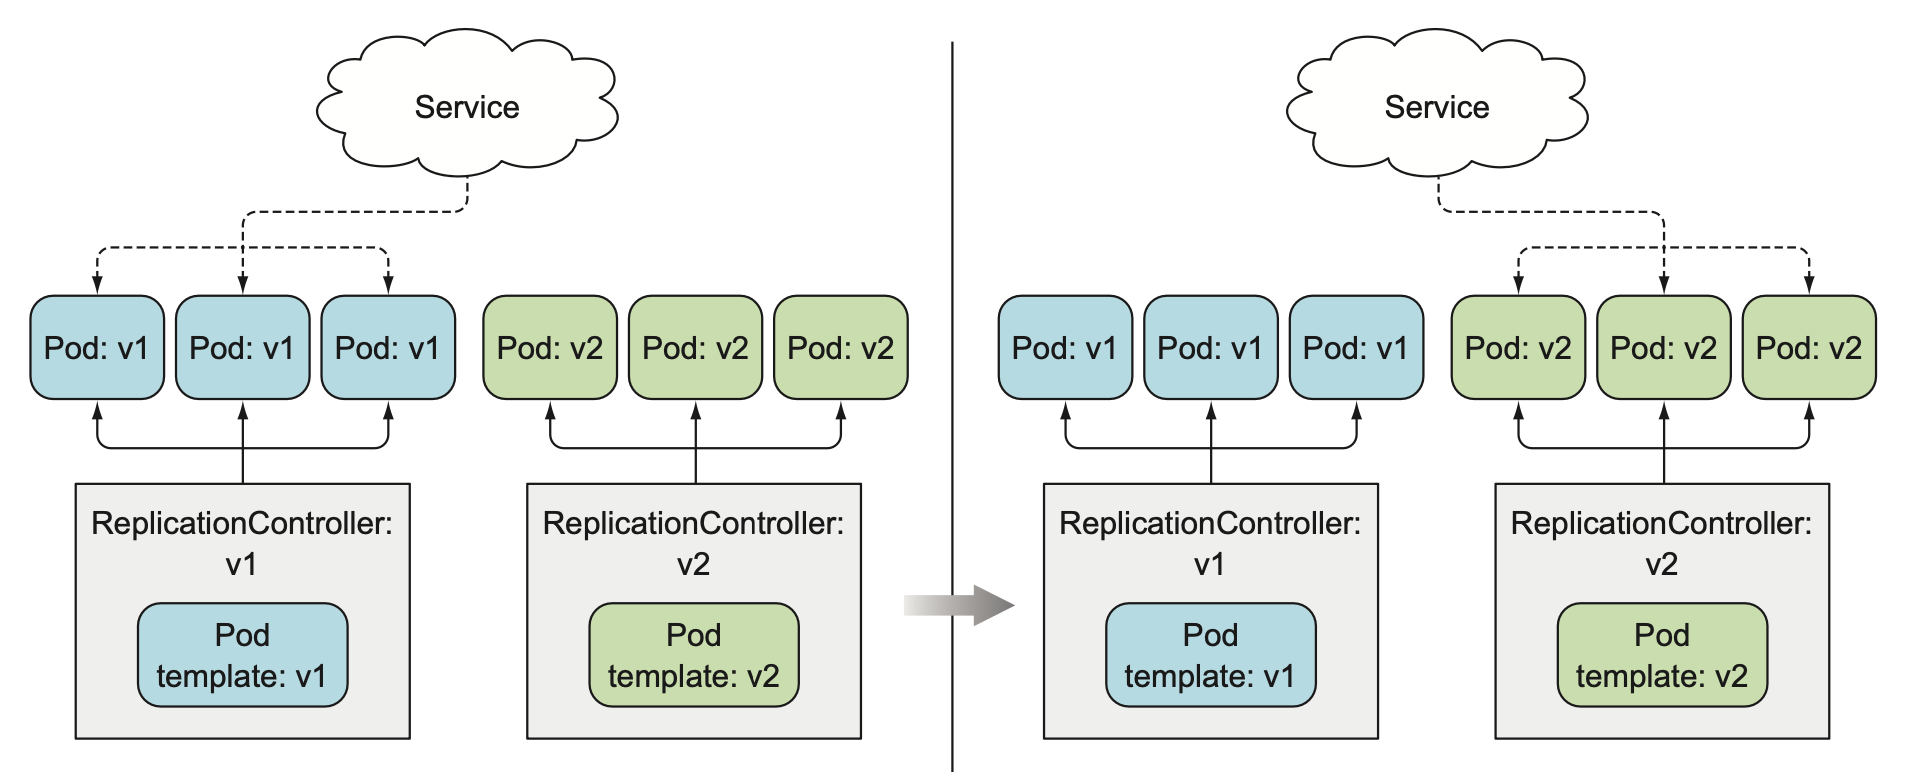 Service
Pod: v1
Pod: v1
Pod: v1
Pod: v2
Pod: v2
Pod: v2
ReplicationController:
v1
Pod
template: v1
ReplicationController:
v2
Pod
template: v2
Service
Pod: v1
Pod: v1
Pod: v1
Pod: v2
Pod: v2
Pod: v2
ReplicationController:
v1
Pod
template: v1
ReplicationController:
v2
Pod
template: v2